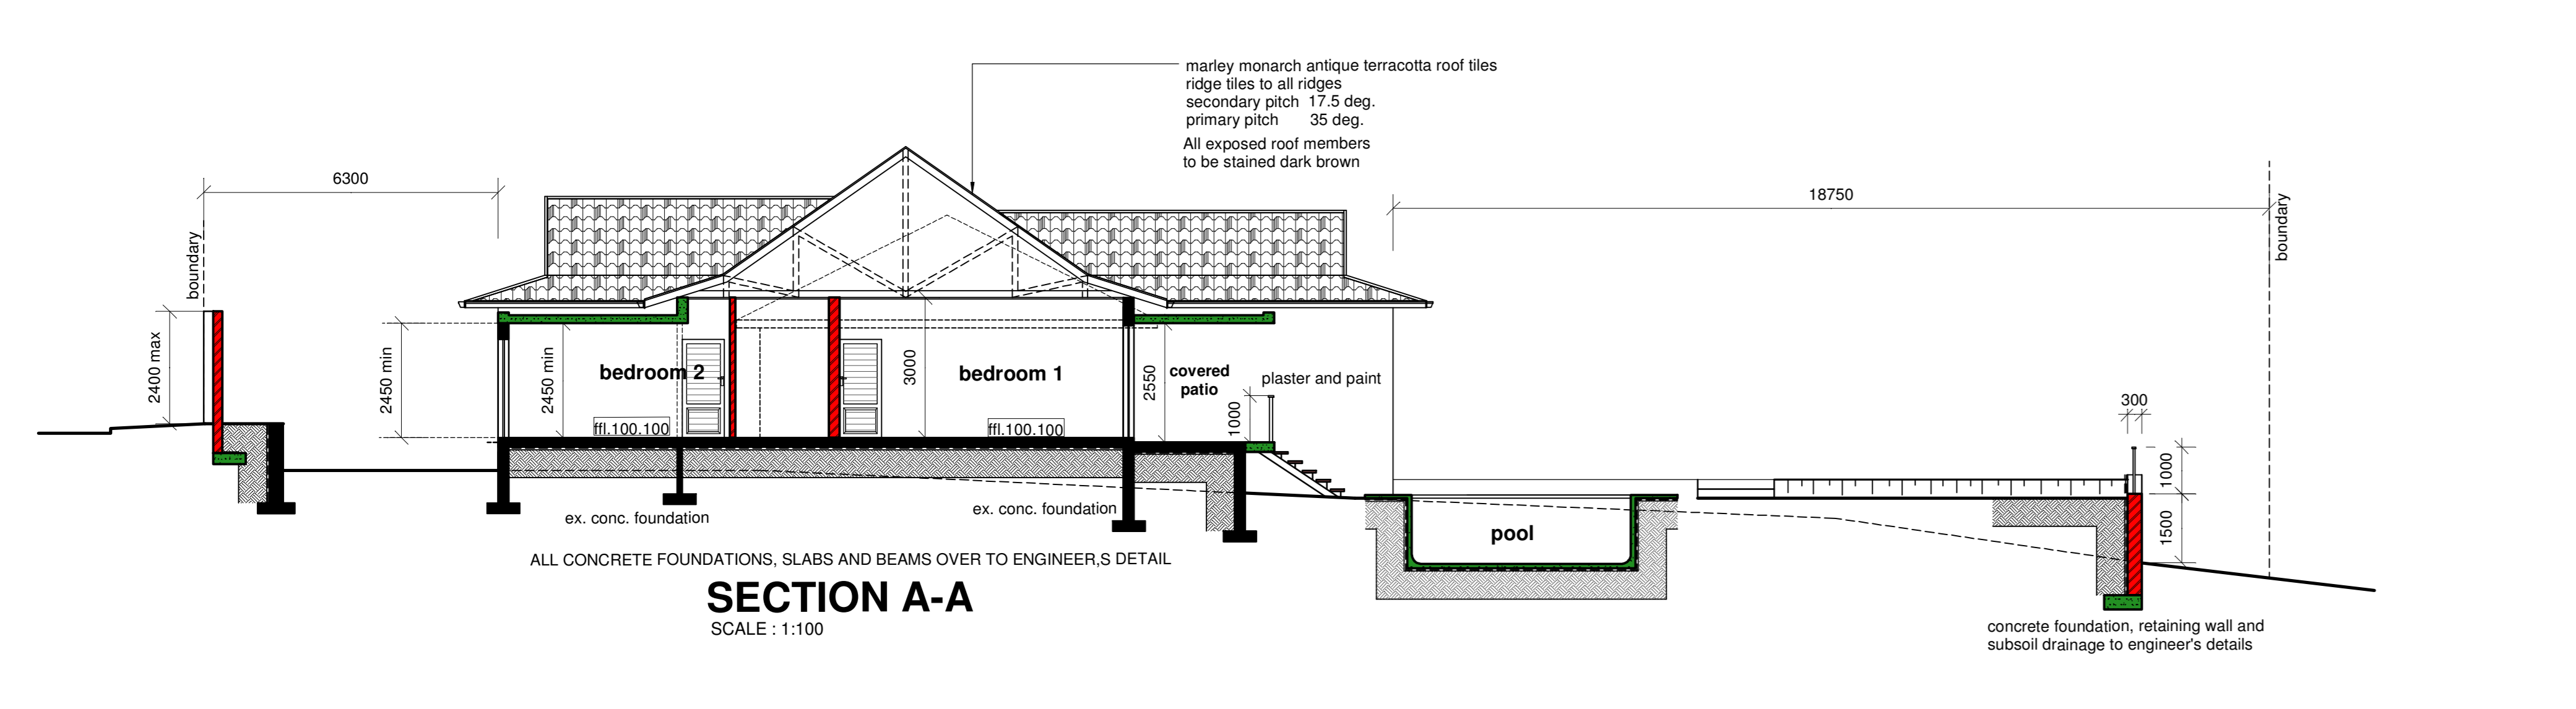 marley monarch antique terracotta roof tiles
ridge tiles to all ridges
secondary pitch 17.5 deg.
primary pitch 35 deg.
All exposed roof members
to be stained dark brown
6300
18750
boundary
boundary
2400 max
2450 min
2450 min
bedroom 2
3000
bedroom 1
2550
covered
patio
plaster and paint
1000
ffl.100.100
ffl.100.100
300
1000
1500
ex. conc. foundation
ex. conc. foundation
pool
ALL CONCRETE FOUNDATIONS, SLABS AND BEAMS OVER TO ENGINEER,S DETAIL
SECTION A-A
SCALE : 1:100
concrete foundation, retaining wall and
subsoil drainage to engineer's details